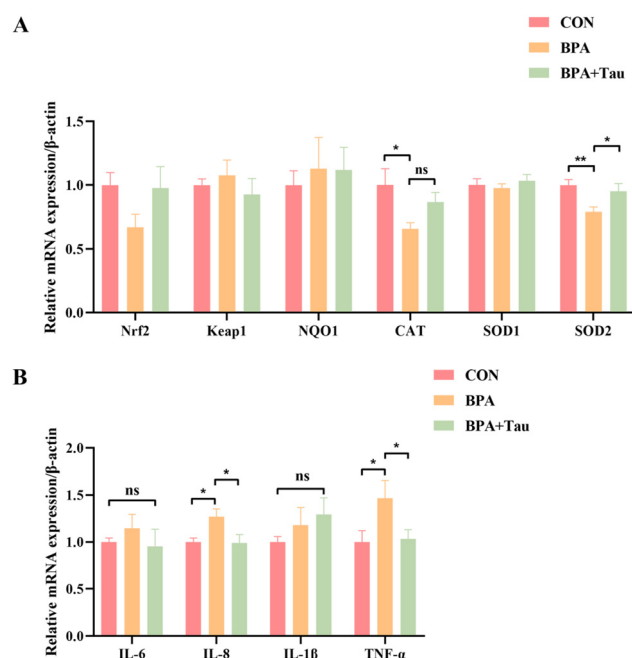 A
CON
BPA
BPA+Tau
Relative mRNA expression/β-actin
1.5
1.0
0.5
0.0
*
ns
**
*
Nrf2 Keap1 NQO1 CAT SOD1 SOD2
B
CON
BPA
BPA+Tau
Relative mRNA expression/β-actin
2.0
1.5
1.0
0.5
0.0
ns
*
*
ns
*
*
IL-6 IL-8 IL-1β TNF-α